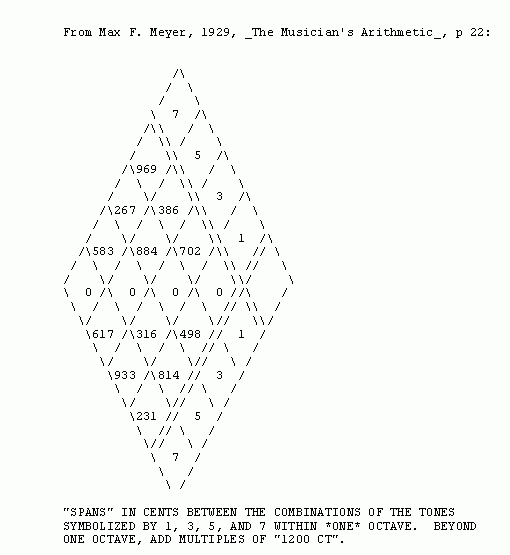 From Max F. Meyer, 1929, _The Musician's Arithmetic_, p 22:
7
5
969
3
267 386
1
583 884 702
0 0 0 0
617 316 498 1
933 814 3
231 5
7
"SPANS" IN CENTS BETWEEN THE COMBINATIONS OF THE TONES
SYMBOLIZED BY 1, 3, 5, AND 7 WITHIN *ONE* OCTAVE. BEYOND
ONE OCTAVE, ADD MULTIPLES OF "1200 CT".